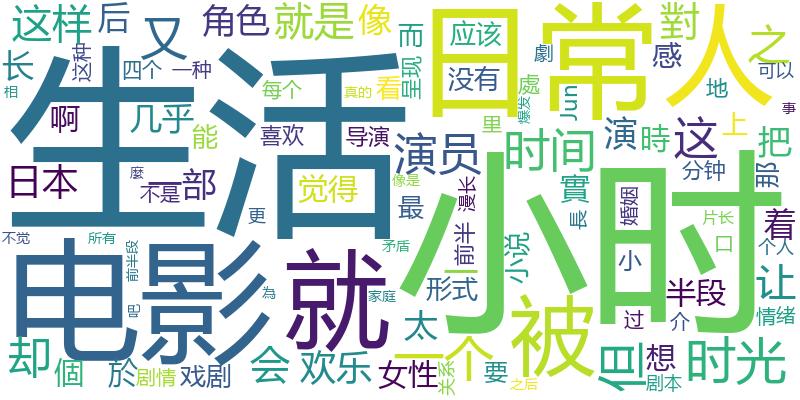 这样
后
又
角色
就是
像
而
应该
日常
人
對
之
长
这种
四个
一种
每个
看
呈现
没有
處
劇
感
可以
相
真的
爆发
Jun
地
事
生活
啊
几乎
能
喜欢
导演
演员
里
时间
演
時
这
上
把
日本
麼
不是
一部
觉得
像是
最
漫长
小时
實
長
分钟
那
婚姻
片长
着
不觉
所有
更
矛盾
前半
小说
口
个人
前半段
电影
就
形式
小
半段
让
吧
為
家庭
太
一个
被
过
介
情绪
却
個
於
会
欢乐
女性
要
但
想
时光
剧情
戏剧
关系
之后
剧本